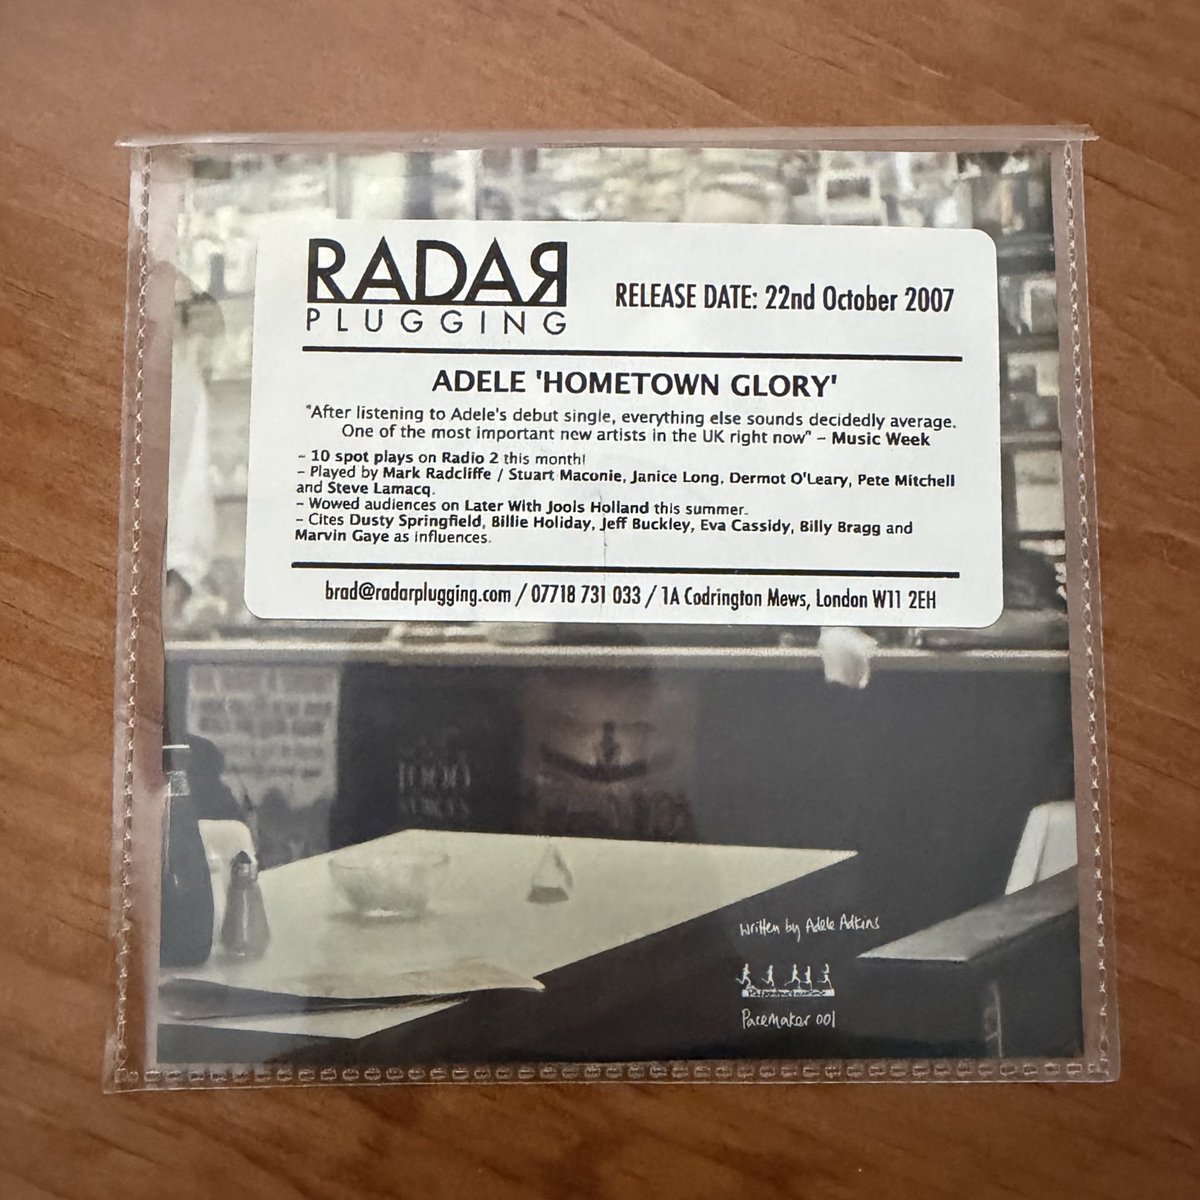 RADAR
PLUGGING
RELEASE DATE: 22nd October 2007
ADELE 'HOMETOWN GLORY'
"After listening to Adele's debut single, everything else sounds decidedly average.
One of the most important new artists in the UK right now" – Music Week
– 10 spot plays on Radio 2 this month!
– Played by Mark Radcliffe / Stuart Maconie, Janice Long, Dermot O'Leary, Pete Mitchell
and Steve Lamacq.
– Wowed audiences on Later With Jools Holland this summer.
– Cites Dusty Springfield, Billie Holiday, Jeff Buckley, Eva Cassidy, Billy Bragg and
Marvin Gaye as influences.
brad@radarplugging.com / 07718 731 033 / 1A Codrington Mews, London W11 2EH
written by Adele Adkins
PaceMaker 001